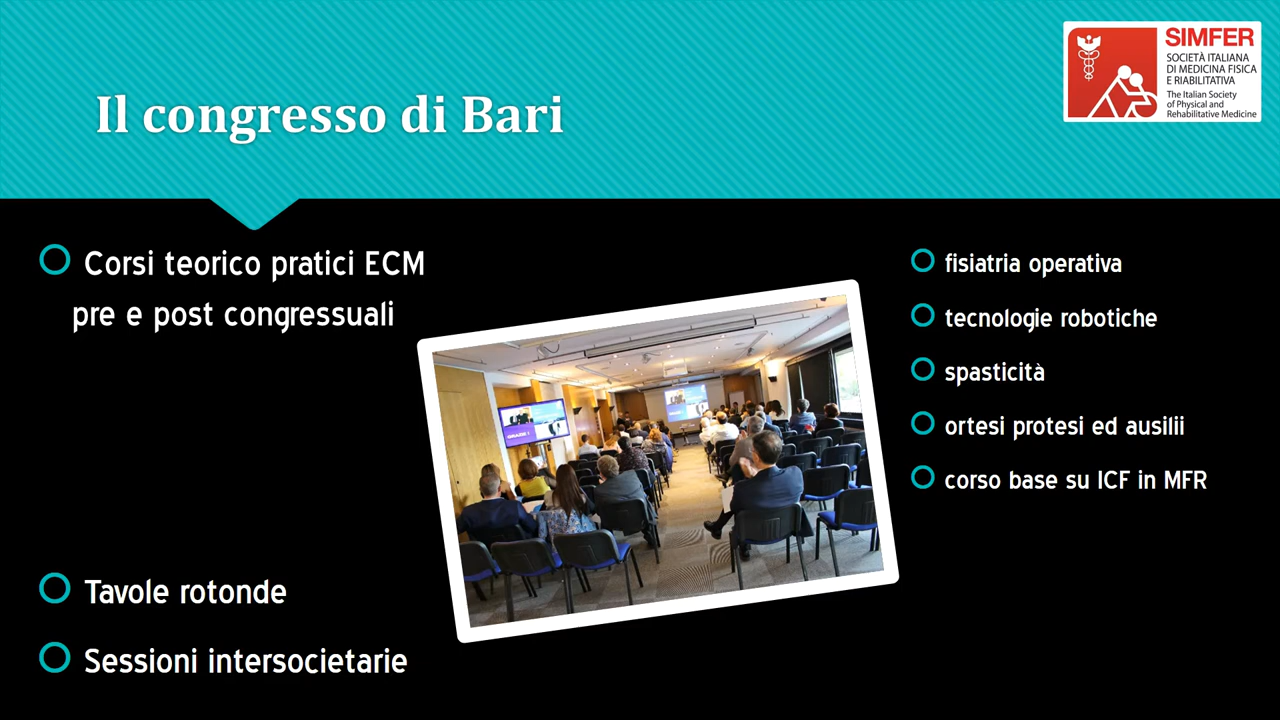 Il congresso di Bari
SIMFER
SOCIETÀ ITALIANA
DI MEDICINA FISICA
E RIABILITATIVA
The Italian Society
of Physical and
Rehabilitative Medicine
Corsi teorico pratici ECM
pre e post congressuali
Tavole rotonde
Sessioni intersocietarie
GRAZIE !
fisiatria operativa
tecnologie robotiche
spasticità
ortesi protesi ed ausilii
corso base su ICF in MFR